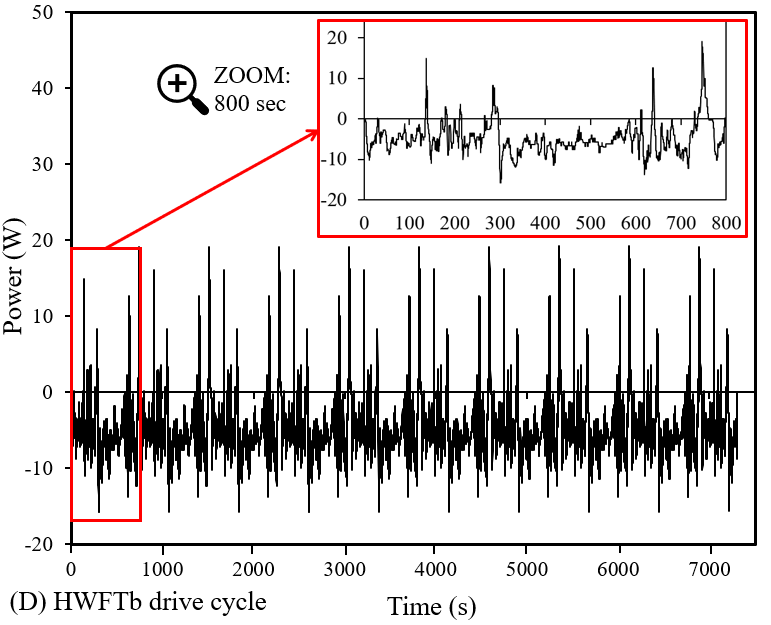 50
40
30
20
10
0
-10
-20
Power (W)
ZOOM:
800 sec
20
10
0
-10
-20
0 100 200 300 400 500 600 700 800
0 1000 2000 3000 4000 5000 6000 7000
(D) HWFTb drive cycle
Time (s)